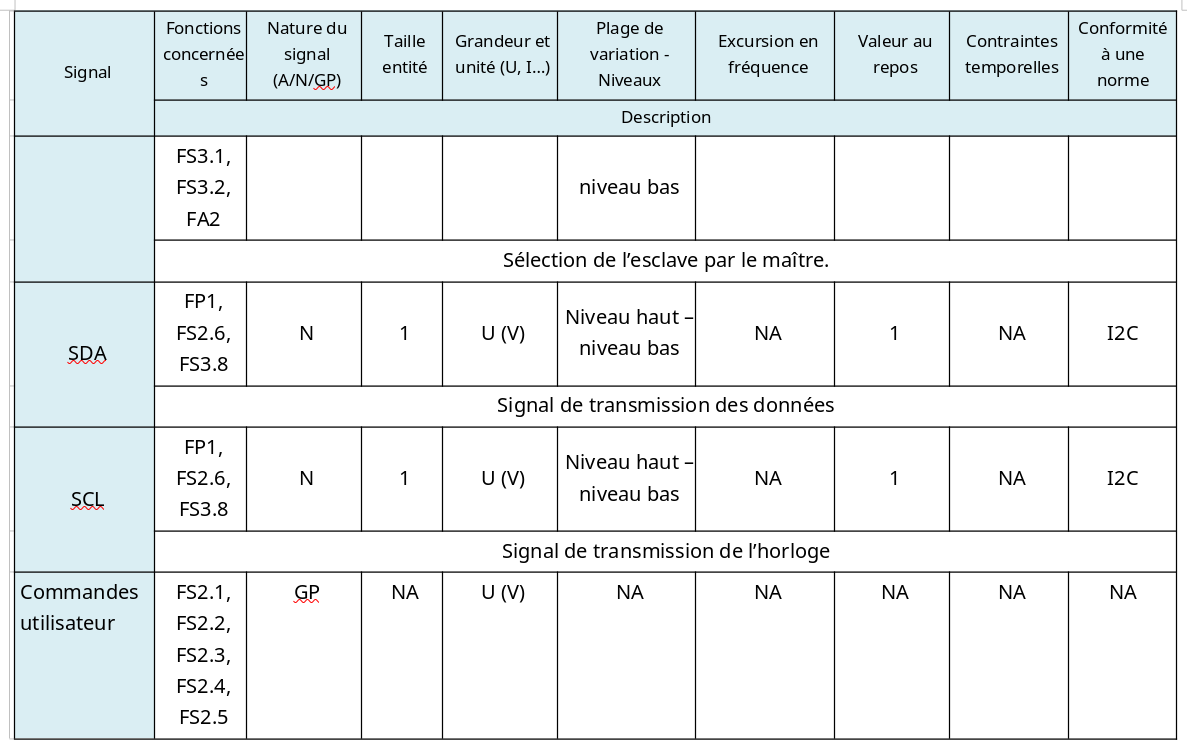 Signal
Fonctions
concernée
s
Nature du
signal
(A/N/GP)
Taille
entité
Grandeur et
unité (U, I...)
Plage de
variation -
Niveaux
Excursion en
fréquence
Valeur au
repos
Contraintes
temporelles
Conformité
à une
norme
Description
FS3.1,
FS3.2,
FA2
niveau bas
Sélection de l’esclave par le maître.
SDA
FP1,
FS2.6,
FS3.8
N
1
U (V)
Niveau haut –
niveau bas
NA
1
NA
I2C
Signal de transmission des données
SCL
FP1,
FS2.6,
FS3.8
N
1
U (V)
Niveau haut –
niveau bas
NA
1
NA
I2C
Signal de transmission de l’horloge
Commandes
utilisateur
FS2.1,
FS2.2,
FS2.3,
FS2.4,
FS2.5
GP
NA
U (V)
NA
NA
NA
NA
NA